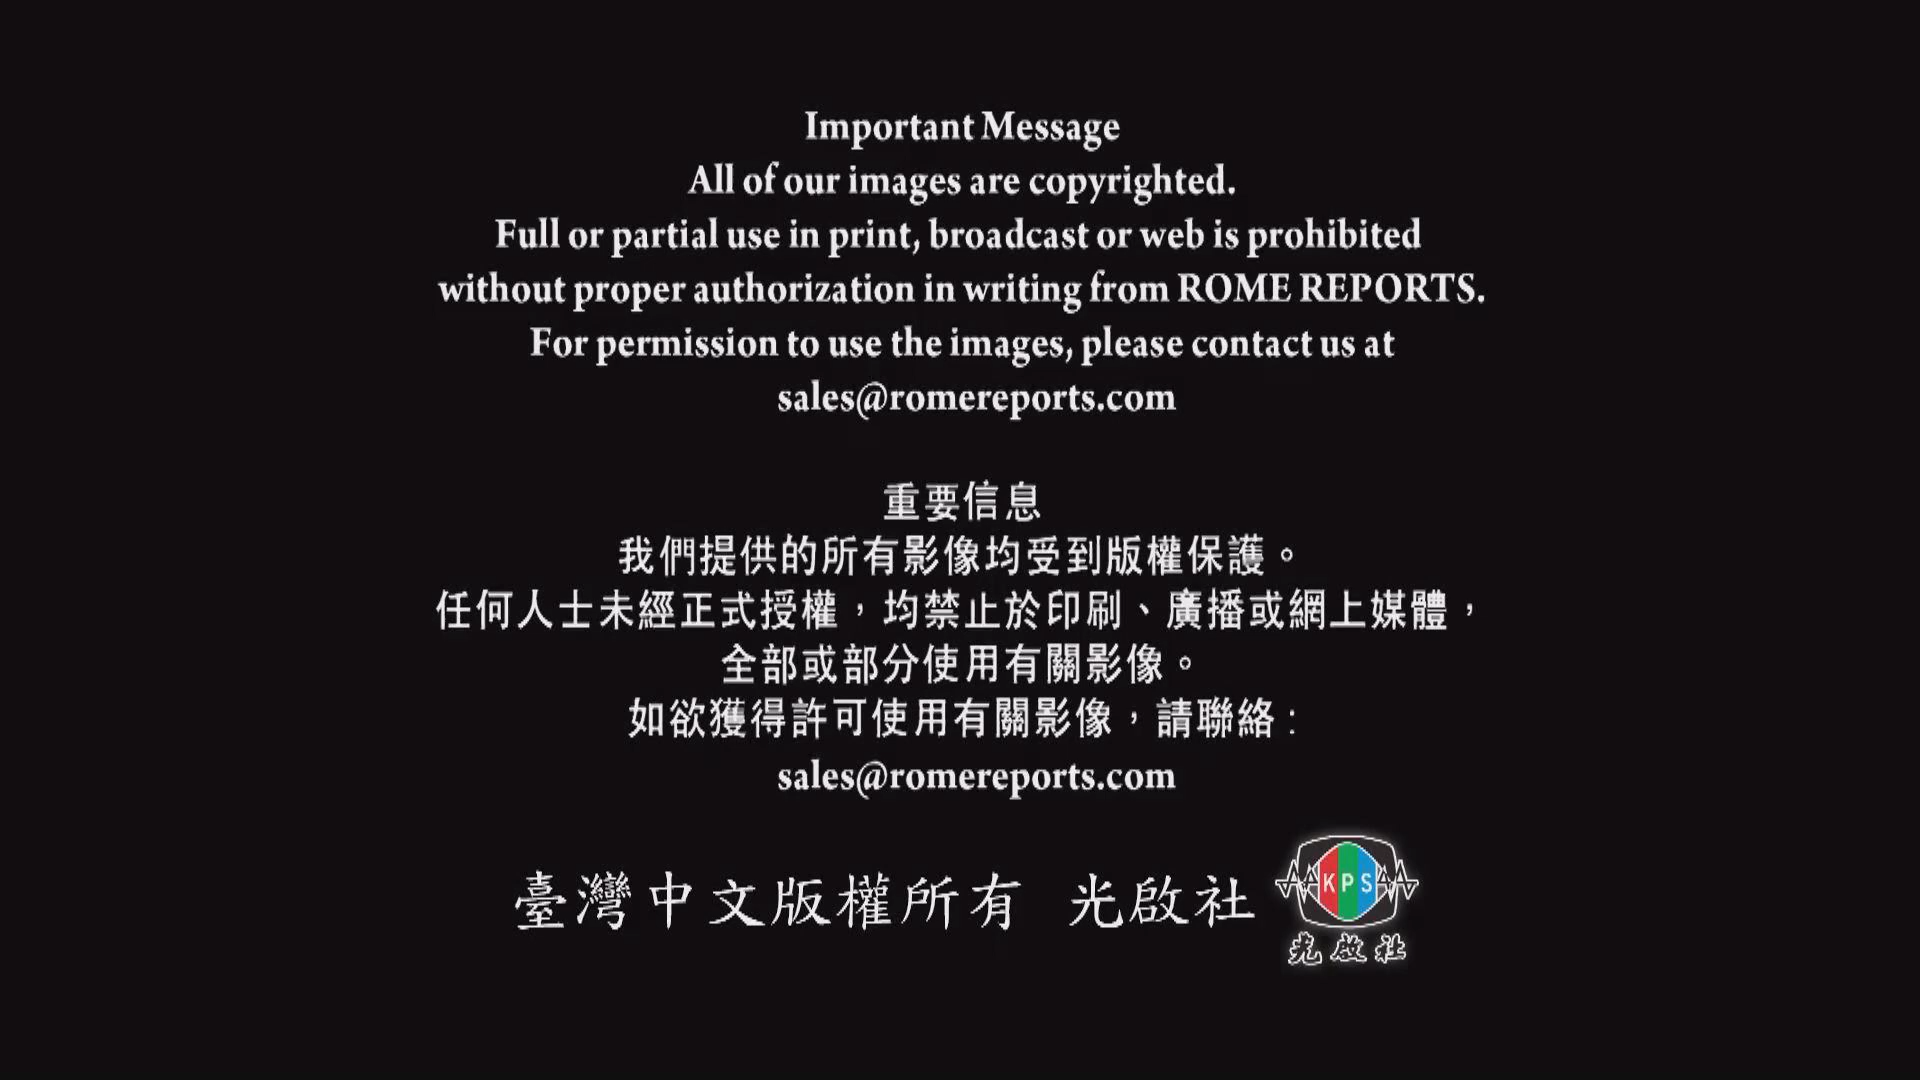 Important Message
All of our images are copyrighted.
Full or partial use in print, broadcast or web is prohibited
without proper authorization in writing from ROME REPORTS.
For permission to use the images, please contact us at
sales@romereports.com
重要信息
我們提供的所有影像均受到版權保護。
任何人士未經正式授權，均禁止於印刷、廣播或網上媒體，
全部或部分使用有關影像。
如欲獲得許可使用有關影像，請聯絡:
sales@romereports.com
臺灣中文版權所有 光啟社
KPS
光啟社